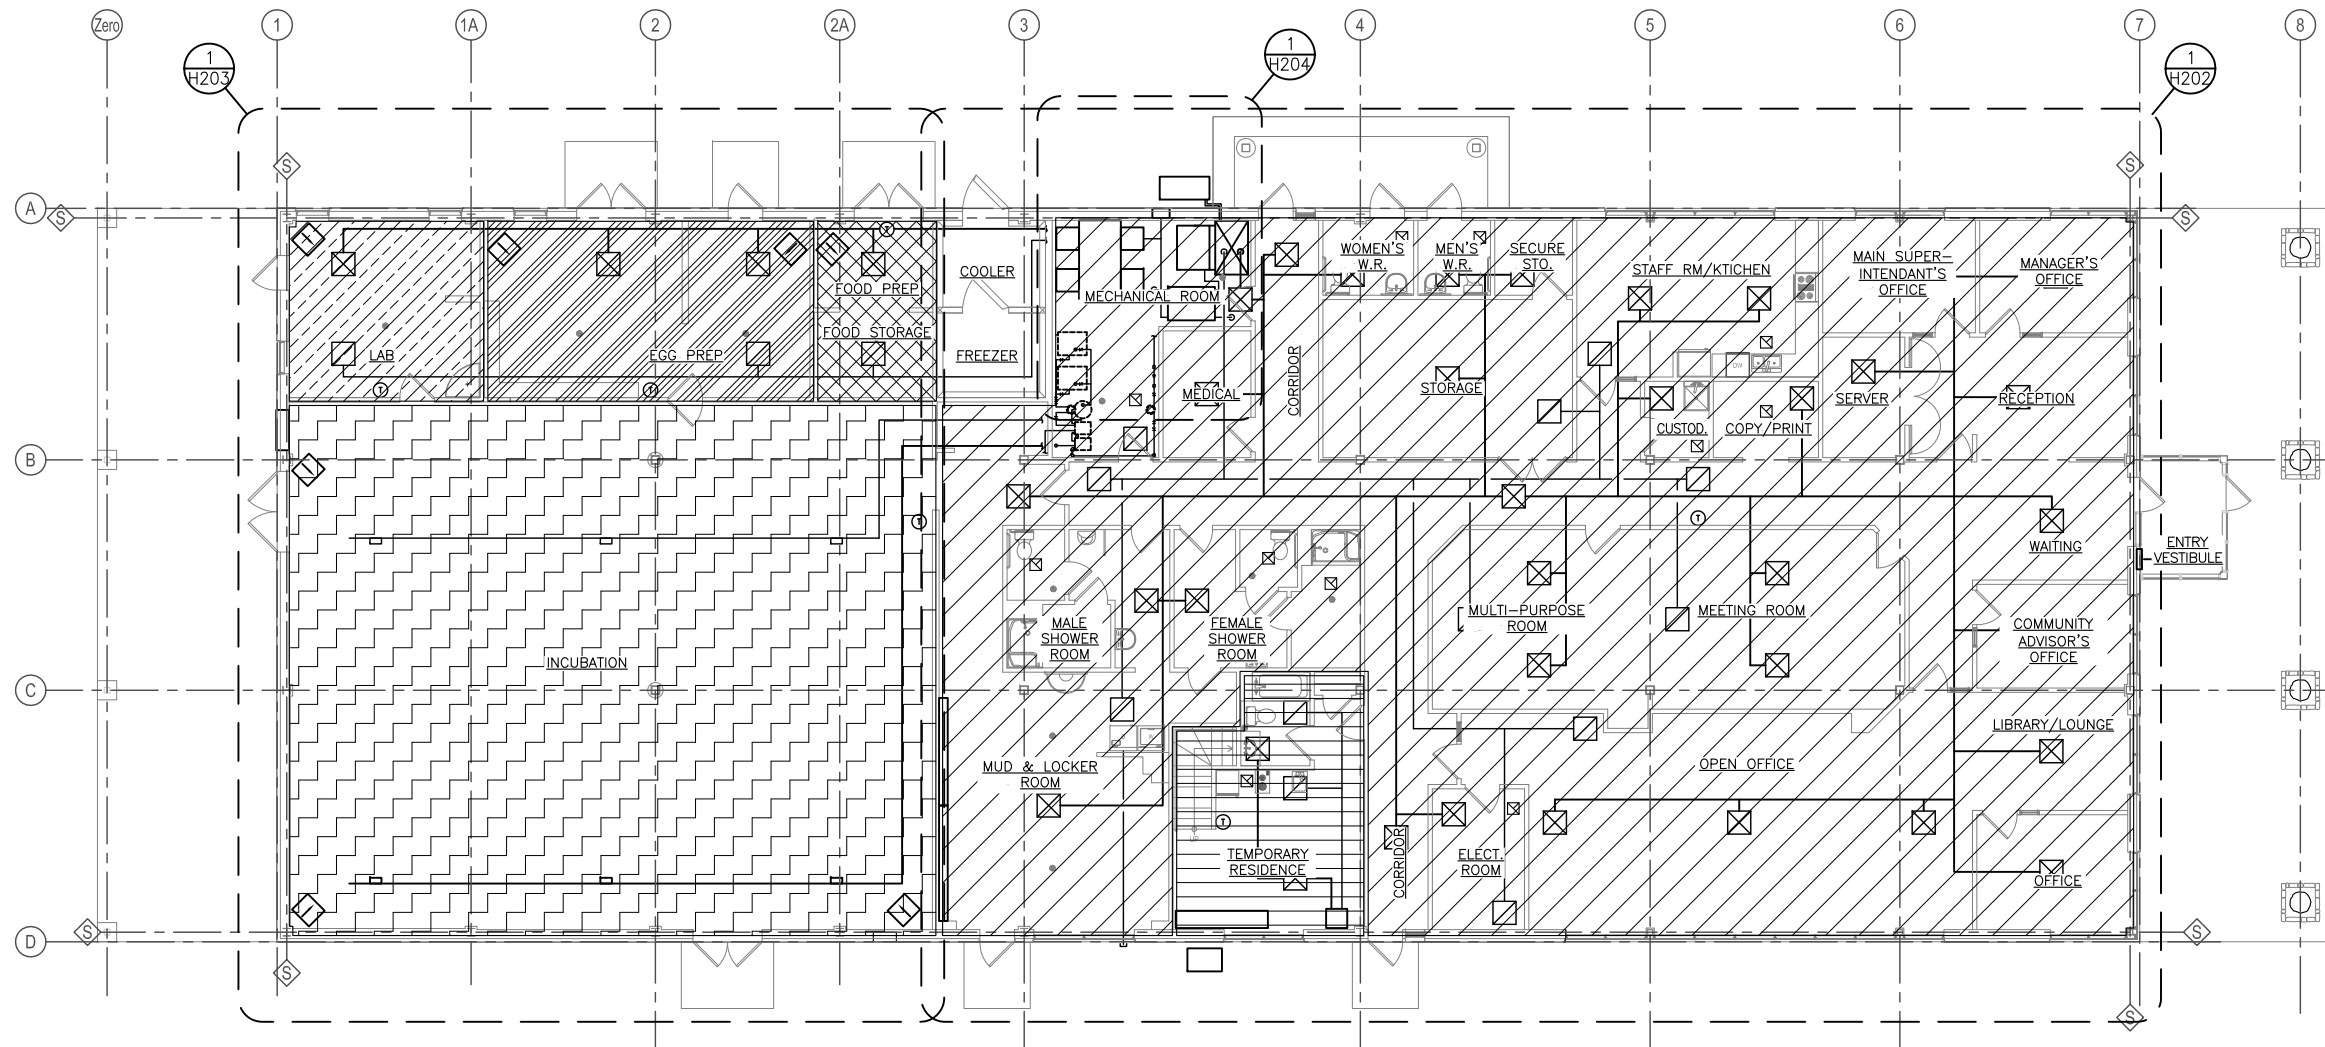 Zero
1
1A
2
2A
3
4
5
6
7
8
1
H203
1
H204
1
H202
S
S
A
S
S
T
COOLER
WOMEN'S
W.R.
MEN'S
W.R.
SECURE
STO.
STAFF RM/KTICHEN
MAIN SUPER-
INTENDANT'S
OFFICE
MANAGER'S
OFFICE
FOOD PREP
MECHANICAL ROOM
FOOD STORAGE
LAB
EGG PREP
FREEZER
CORRIDOR
DW
T
T
MEDICAL
STORAGE
SERVER
RECEPTION
CUSTOD.
COPY/PRINT
B
T
T
WAITING
ENTRY
VESTIBULE
MULTI-PURPOSE
ROOM
MEETING ROOM
MALE
SHOWER
ROOM
FEMALE
SHOWER
ROOM
COMMUNITY
ADVISOR'S
OFFICE
INCUBATION
C
LIBRARY/LOUNGE
MUD & LOCKER
ROOM
OPEN OFFICE
T
UP
TEMPORARY
RESIDENCE
CORRIDOR
ELECT.
ROOM
OFFICE
S
D
S
S
S